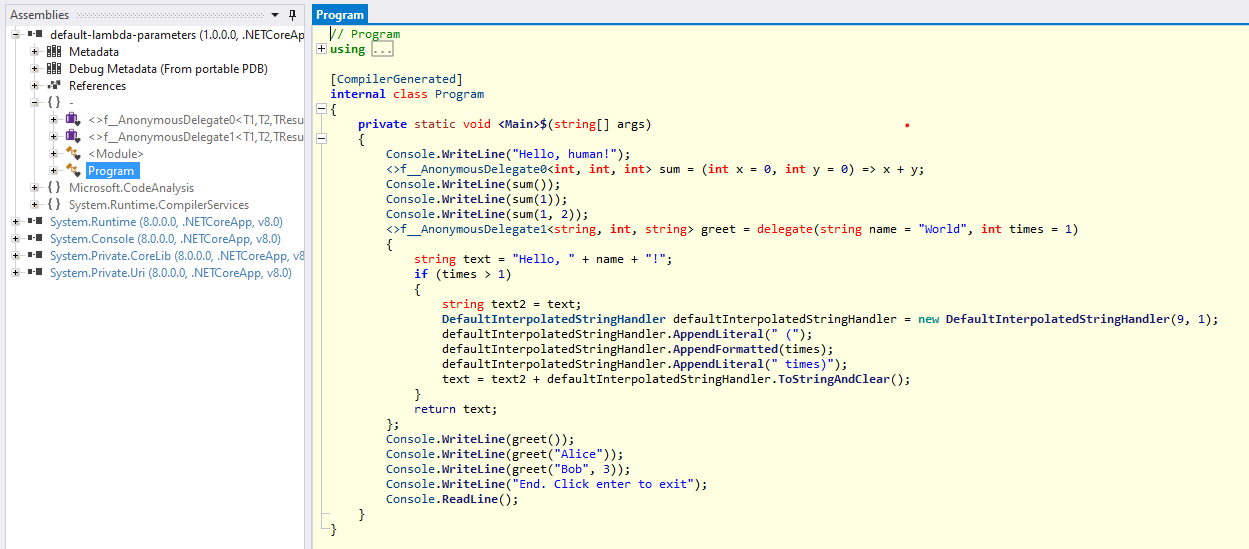 Assemblies
default-lambda-parameters (1.0.0.0, .NETCoreAp
Metadata
Debug Metadata (From portable PDB)
References
{ } -
<>f__AnonymousDelegate0<T1,T2,TResu
<>f__AnonymousDelegate1<T1,T2,TResu
<Module>
Program
{ } Microsoft.CodeAnalysis
{ } System.Runtime.CompilerServices
System.Runtime (8.0.0.0, .NETCoreApp, v8.0)
System.Console (8.0.0.0, .NETCoreApp, v8.0)
System.Private.CoreLib (8.0.0.0, .NETCoreApp, v8
System.Private.Uri (8.0.0.0, .NETCoreApp, v8.0)
Program
// Program
using ...
[CompilerGenerated]
internal class Program
{
private static void <Main>$(string[] args)
{
Console.WriteLine("Hello, human!");
<>f__AnonymousDelegate0<int, int, int> sum = (int x = 0, int y = 0) => x + y;
Console.WriteLine(sum());
Console.WriteLine(sum(1));
Console.WriteLine(sum(1, 2));
<>f__AnonymousDelegate1<string, int, string> greet = delegate(string name = "World", int times = 1)
{
string text = "Hello, " + name + "!";
if (times > 1)
{
string text2 = text;
DefaultInterpolatedStringHandler defaultInterpolatedStringHandler = new DefaultInterpolatedStringHandler(9, 1);
defaultInterpolatedStringHandler.AppendLiteral(" (");
defaultInterpolatedStringHandler.AppendFormatted(times);
defaultInterpolatedStringHandler.AppendLiteral(" times)");
text = text2 + defaultInterpolatedStringHandler.ToStringAndClear();
}
return text;
};
Console.WriteLine(greet());
Console.WriteLine(greet("Alice"));
Console.WriteLine(greet("Bob", 3));
Console.WriteLine("End. Click enter to exit");
Console.ReadLine();
}
}